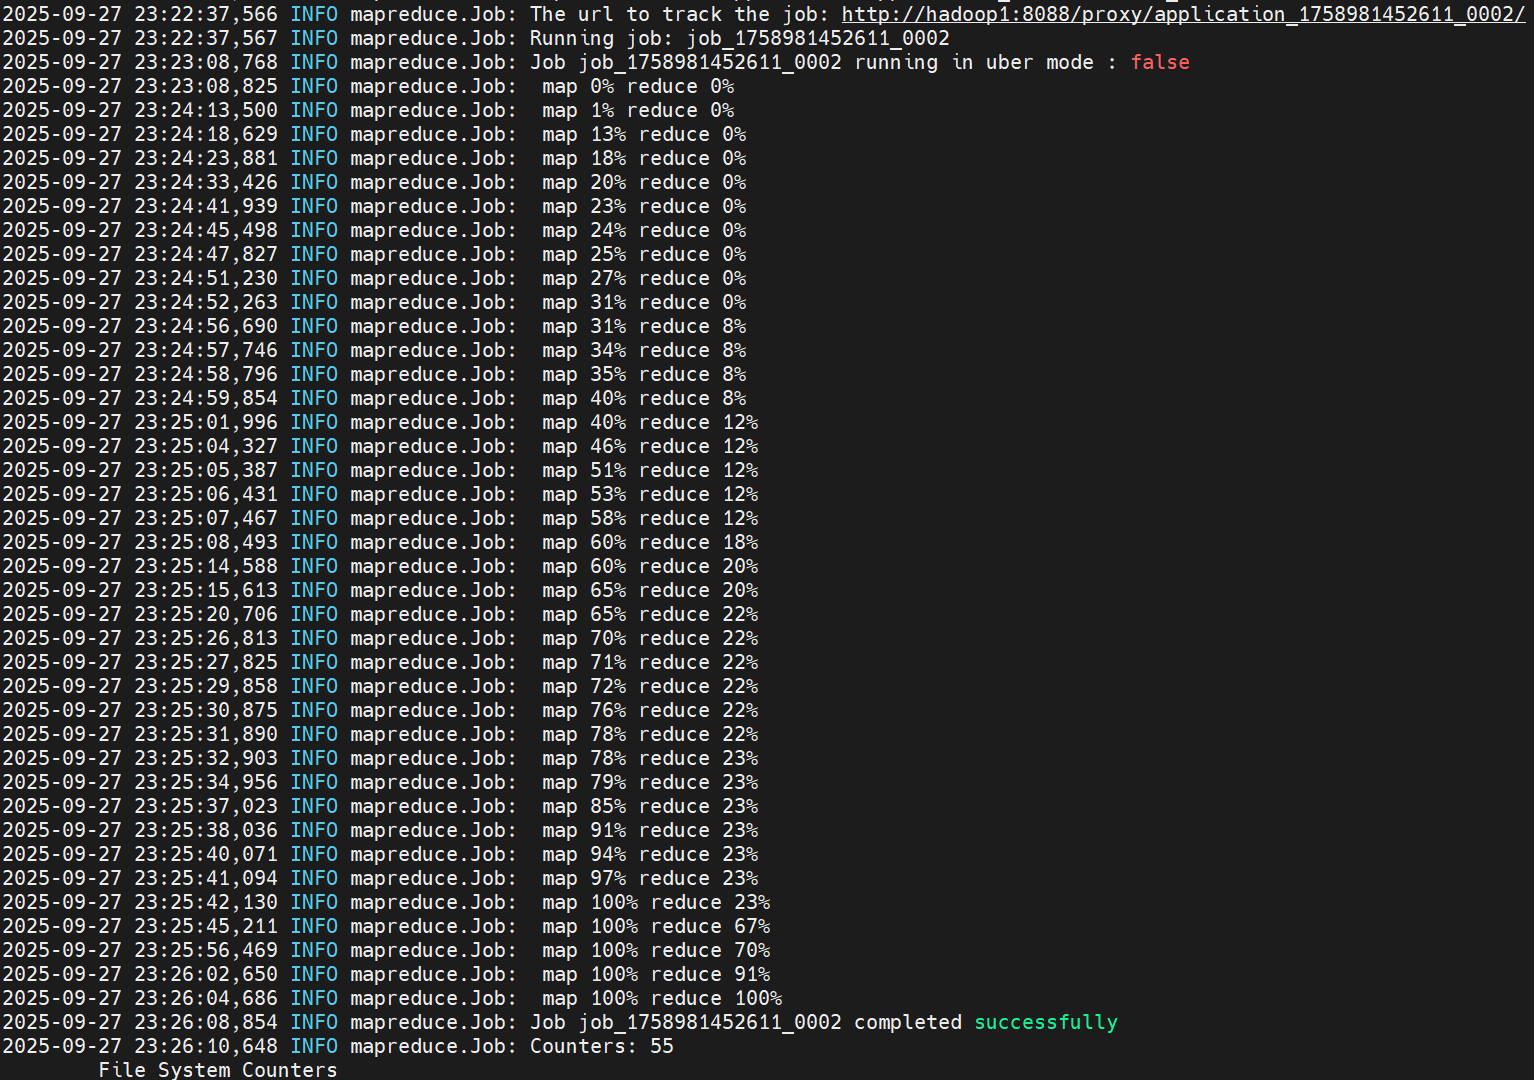 2025-09-27 23:22:37,566 INFO mapreduce.Job: The url to track the job: http://hadoop1:8088/proxy/application_1758981452611_0002/
2025-09-27 23:22:37,567 INFO mapreduce.Job: Running job: job_1758981452611_0002
2025-09-27 23:23:08,768 INFO mapreduce.Job: Job job_1758981452611_0002 running in uber mode : false
2025-09-27 23:23:08,825 INFO mapreduce.Job:  map 0% reduce 0%
2025-09-27 23:24:13,500 INFO mapreduce.Job:  map 1% reduce 0%
2025-09-27 23:24:18,629 INFO mapreduce.Job:  map 13% reduce 0%
2025-09-27 23:24:23,881 INFO mapreduce.Job:  map 18% reduce 0%
2025-09-27 23:24:33,426 INFO mapreduce.Job:  map 20% reduce 0%
2025-09-27 23:24:41,939 INFO mapreduce.Job:  map 23% reduce 0%
2025-09-27 23:24:45,498 INFO mapreduce.Job:  map 24% reduce 0%
2025-09-27 23:24:47,827 INFO mapreduce.Job:  map 25% reduce 0%
2025-09-27 23:24:51,230 INFO mapreduce.Job:  map 27% reduce 0%
2025-09-27 23:24:52,263 INFO mapreduce.Job:  map 31% reduce 0%
2025-09-27 23:24:56,690 INFO mapreduce.Job:  map 31% reduce 8%
2025-09-27 23:24:57,746 INFO mapreduce.Job:  map 34% reduce 8%
2025-09-27 23:24:58,796 INFO mapreduce.Job:  map 35% reduce 8%
2025-09-27 23:24:59,854 INFO mapreduce.Job:  map 40% reduce 8%
2025-09-27 23:25:01,996 INFO mapreduce.Job:  map 40% reduce 12%
2025-09-27 23:25:04,327 INFO mapreduce.Job:  map 46% reduce 12%
2025-09-27 23:25:05,387 INFO mapreduce.Job:  map 51% reduce 12%
2025-09-27 23:25:06,431 INFO mapreduce.Job:  map 53% reduce 12%
2025-09-27 23:25:07,467 INFO mapreduce.Job:  map 58% reduce 12%
2025-09-27 23:25:08,493 INFO mapreduce.Job:  map 60% reduce 18%
2025-09-27 23:25:14,588 INFO mapreduce.Job:  map 60% reduce 20%
2025-09-27 23:25:15,613 INFO mapreduce.Job:  map 65% reduce 20%
2025-09-27 23:25:20,706 INFO mapreduce.Job:  map 65% reduce 22%
2025-09-27 23:25:26,813 INFO mapreduce.Job:  map 70% reduce 22%
2025-09-27 23:25:27,825 INFO mapreduce.Job:  map 71% reduce 22%
2025-09-27 23:25:29,858 INFO mapreduce.Job:  map 72% reduce 22%
2025-09-27 23:25:30,875 INFO mapreduce.Job:  map 76% reduce 22%
2025-09-27 23:25:31,890 INFO mapreduce.Job:  map 78% reduce 22%
2025-09-27 23:25:32,903 INFO mapreduce.Job:  map 78% reduce 23%
2025-09-27 23:25:34,956 INFO mapreduce.Job:  map 79% reduce 23%
2025-09-27 23:25:37,023 INFO mapreduce.Job:  map 85% reduce 23%
2025-09-27 23:25:38,036 INFO mapreduce.Job:  map 91% reduce 23%
2025-09-27 23:25:40,071 INFO mapreduce.Job:  map 94% reduce 23%
2025-09-27 23:25:41,094 INFO mapreduce.Job:  map 97% reduce 23%
2025-09-27 23:25:42,130 INFO mapreduce.Job:  map 100% reduce 23%
2025-09-27 23:25:45,211 INFO mapreduce.Job:  map 100% reduce 67%
2025-09-27 23:25:56,469 INFO mapreduce.Job:  map 100% reduce 70%
2025-09-27 23:26:02,650 INFO mapreduce.Job:  map 100% reduce 91%
2025-09-27 23:26:04,686 INFO mapreduce.Job:  map 100% reduce 100%
2025-09-27 23:26:08,854 INFO mapreduce.Job: Job job_1758981452611_0002 completed successfully
2025-09-27 23:26:10,648 INFO mapreduce.Job: Counters: 55
File System Counters